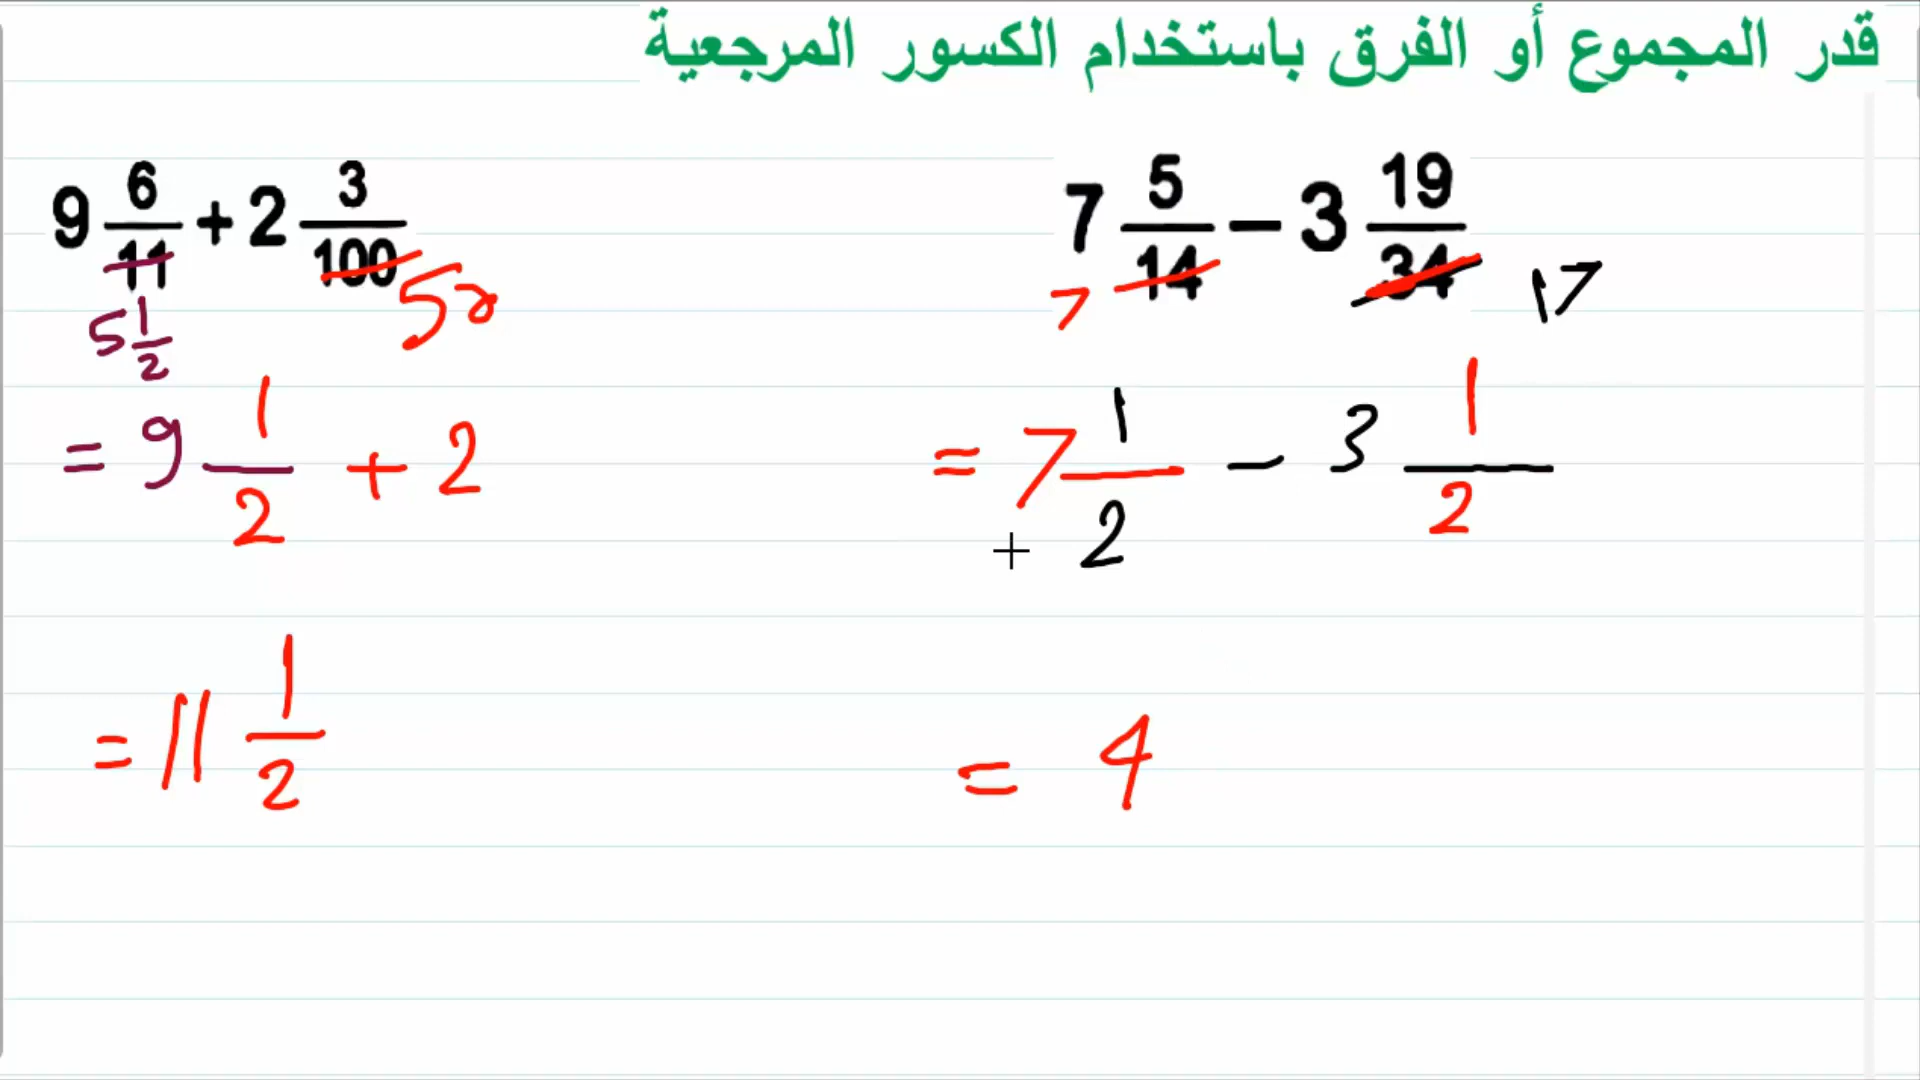 قدر المجموع أو الفرق باستخدام الكسور المرجعية
9 6/11 + 2 3/100
5 1/2 50
= 9 1/2 + 2
= 11 1/2
7 5/14 − 3 19/34
7 17
= 7 1/2 − 3 1/2
= 4